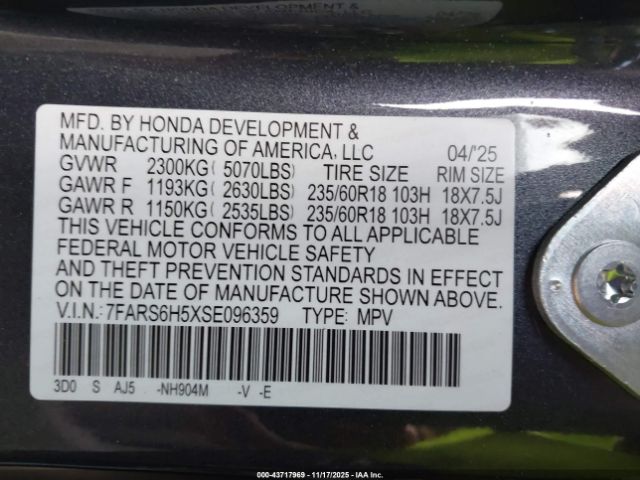 MFD. BY HONDA DEVELOPMENT &
MANUFACTURING OF AMERICA, LLC 04/'25
GVWR 2300KG( 5070LBS) TIRE SIZE RIM SIZE
GAWR F 1193KG( 2630LBS) 235/60R18 103H 18X7.5J
GAWR R 1150KG( 2535LBS) 235/60R18 103H 18X7.5J
THIS VEHICLE CONFORMS TO ALL APPLICABLE
FEDERAL MOTOR VEHICLE SAFETY
AND THEFT PREVENTION STANDARDS IN EFFECT
ON THE DATE OF MANUFACTURE SHOWN ABOVE.
V.I.N.:7FARS6H5XSE096359 TYPE: MPV
3D0 S AJ5 -NH904M -V -E
000-43717969 - 11/17/2025 - IAA Inc.